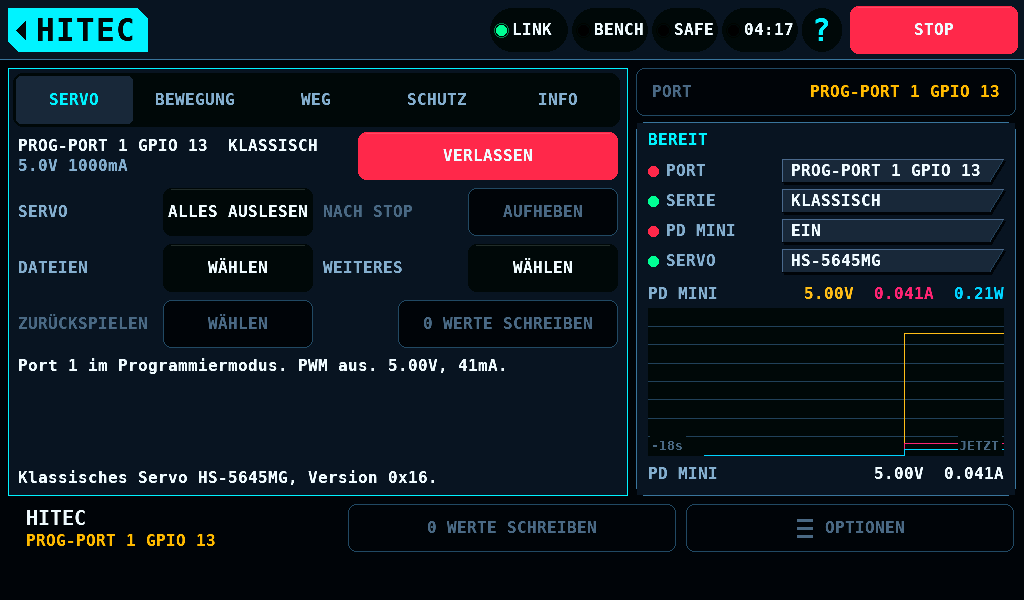 HITEC
LINK
BENCH
SAFE
04:17
?
STOP
SERVO
BEWEGUNG
WEG
SCHUTZ
INFO
PROG-PORT 1 GPIO 13  KLASSISCH
5.0V 1000mA
VERLASSEN
SERVO
ALLES AUSLESEN
NACH STOP
AUFHEBEN
DATEIEN
WÄHLEN
WEITERES
WÄHLEN
ZURÜCKSPIELEN
WÄHLEN
0 WERTE SCHREIBEN
Port 1 im Programmiermodus. PWM aus. 5.00V, 41mA.
Klassisches Servo HS-5645MG, Version 0x16.
PORT
PROG-PORT 1 GPIO 13
BEREIT
PORT
PROG-PORT 1 GPIO 13
SERIE
KLASSISCH
PD MINI
EIN
SERVO
HS-5645MG
PD MINI
5.00V
0.041A
0.21W
-18s
JETZT
PD MINI
5.00V
0.041A
HITEC
PROG-PORT 1 GPIO 13
0 WERTE SCHREIBEN
OPTIONEN